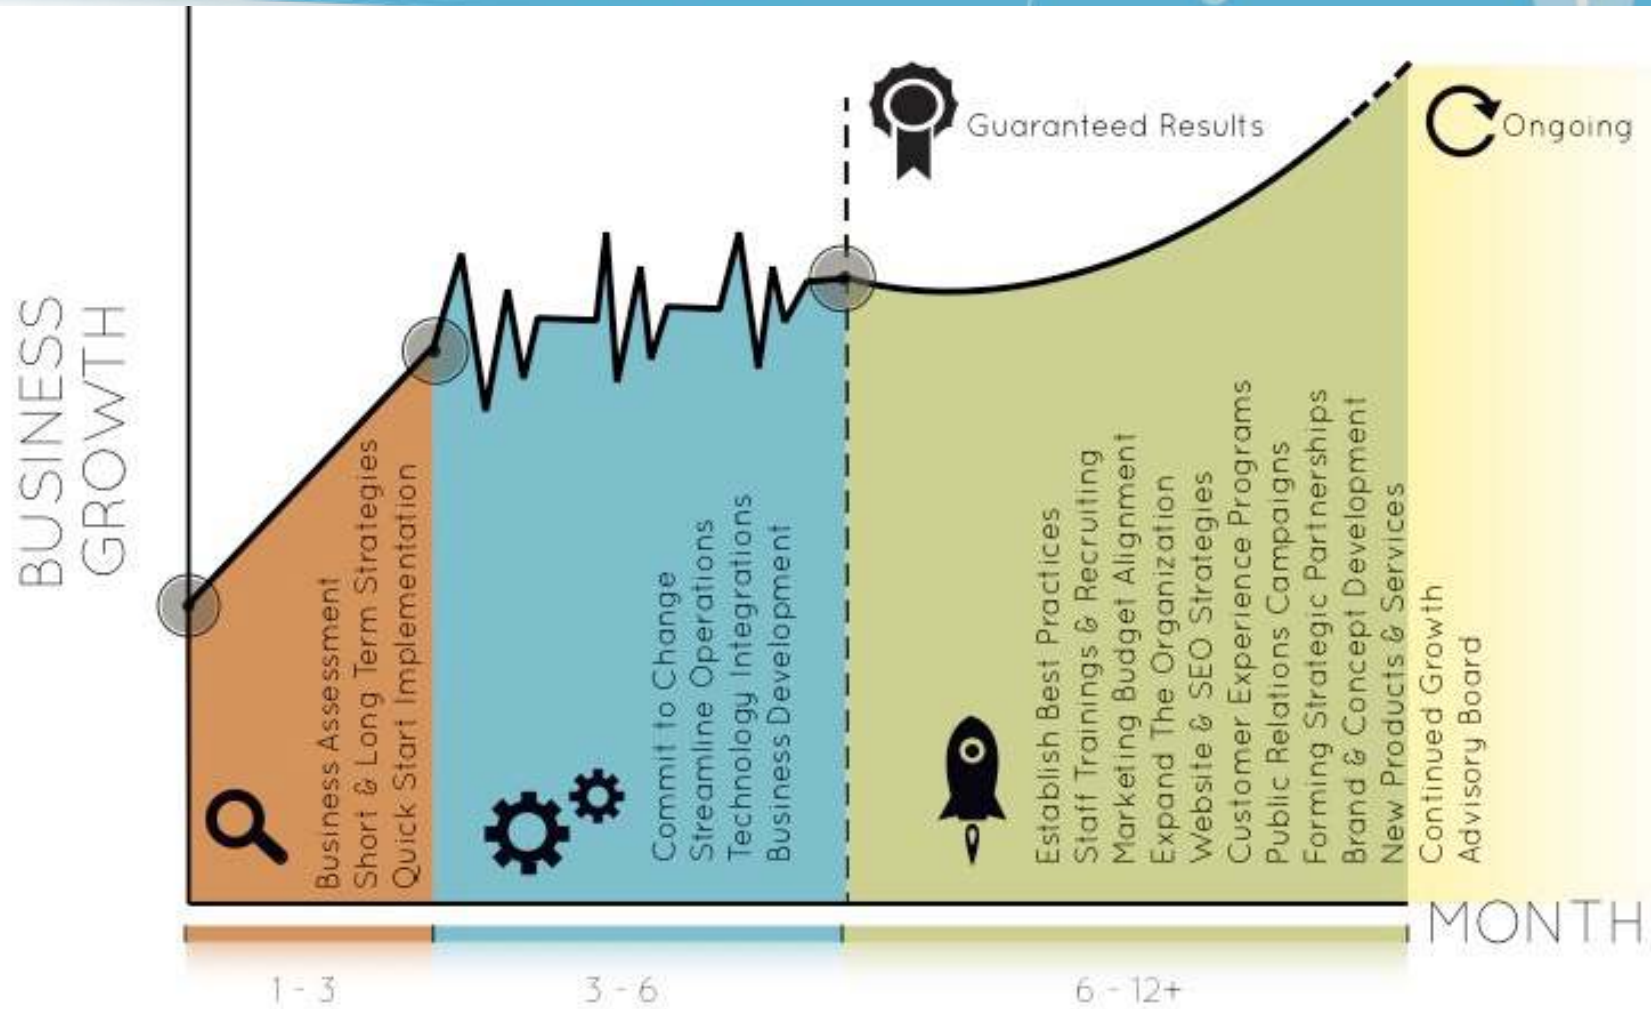 BUSINESS
GROWTH
Guaranteed Results
Ongoing
Business Assessment
Short & Long Term Strategies
Quick Start Implementation
Commit to Change
Streamline Operations
Technology Integrations
Business Development
Establish Best Practices
Staff Trainings & Recruiting
Marketing Budget Alignment
Expand The Organization
Website & SEO Strategies
Customer Experience Programs
Public Relations Campaigns
Forming Strategic Partnerships
Brand & Concept Development
New Products & Services
Continued Growth
Advisory Board
MONTH
1 - 3
3 - 6
6 - 12+